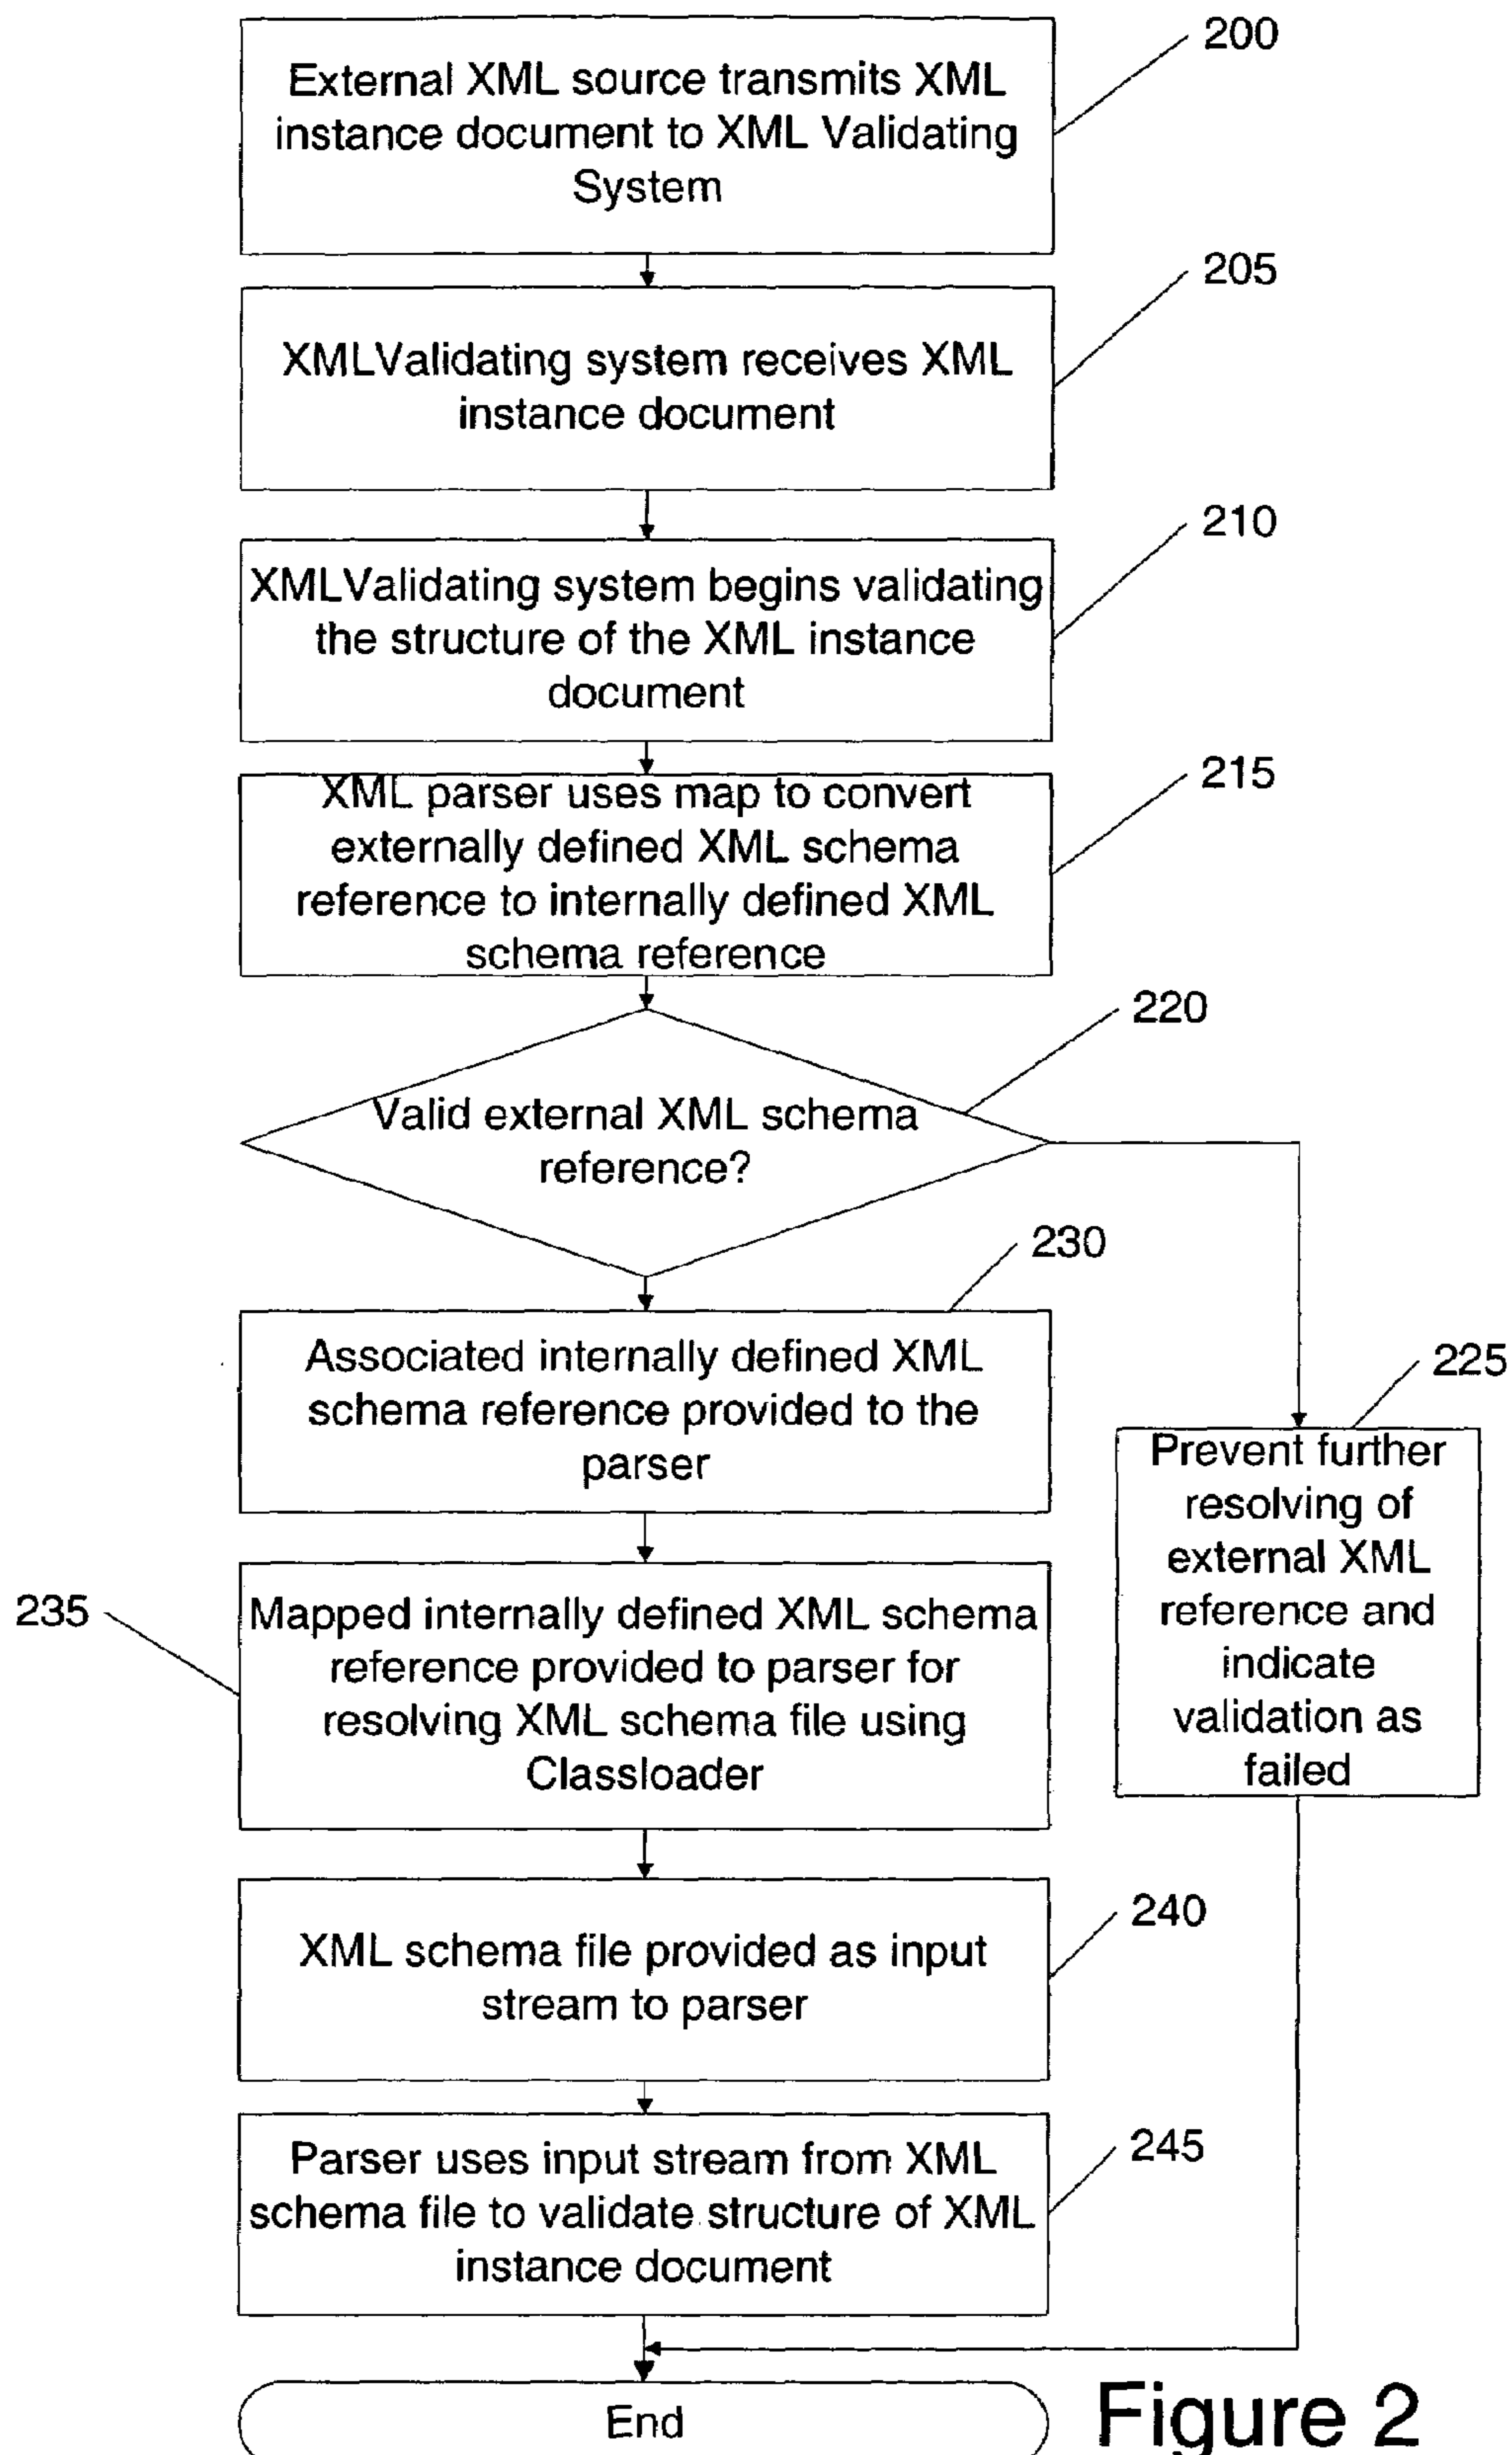 200
External XML source transmits XML
instance document to XML Validating
System
205
XMLValidating system receives XML
instance document
210
XMLValidating system begins validating
the structure of the XML instance
document
215
XML parser uses map to convert
externally defined XML schema
reference to internally defined XML
schema reference
220
Valid external XML schema
reference?
230
Associated internally defined XML
schema reference provided to the
parser
225
Prevent further
resolving of
external XML
reference and
indicate
validation as
failed
235
Mapped internally defined XML schema
reference provided to parser for
resolving XML schema file using
Classloader
240
XML schema file provided as input
stream to parser
245
Parser uses input stream from XML
schema file to validate structure of XML
instance document
End
Figure 2